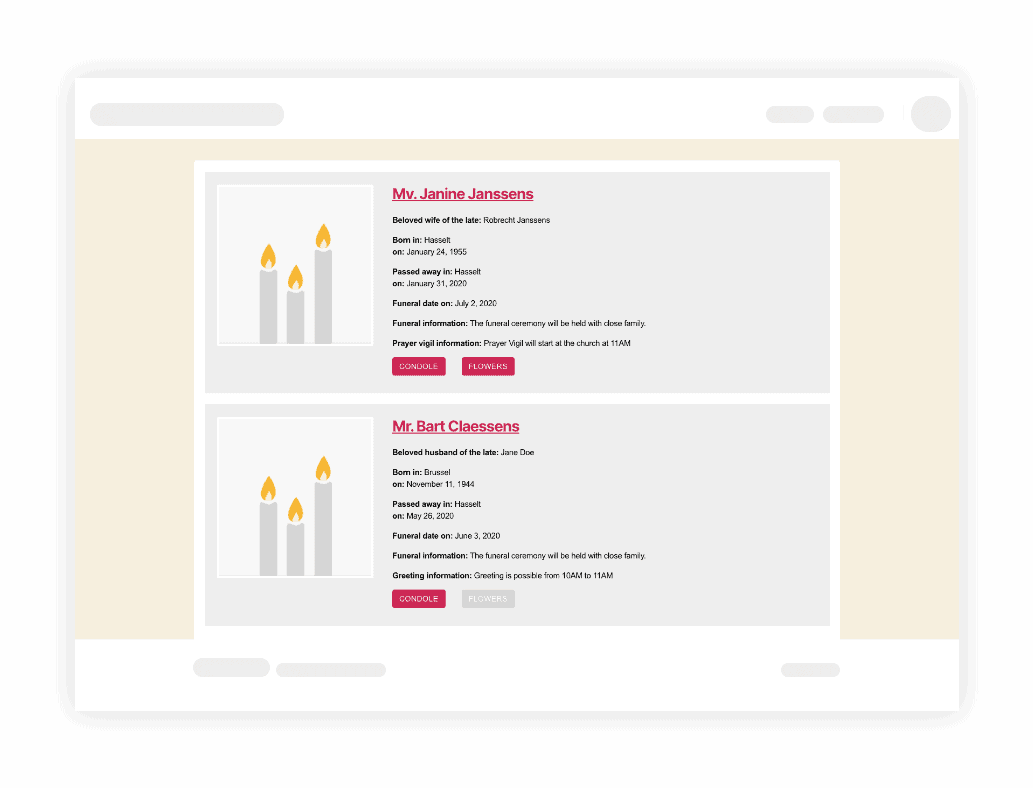 Mv. Janine Janssens
Beloved wife of the late: Robrecht Janssens
Born in: Hasselt
on: January 24, 1955
Passed away in: Hasselt
on: January 31, 2020
Funeral date on: July 2, 2020
Funeral information: The funeral ceremony will be held with close family.
Prayer vigil information: Prayer Vigil will start at the church at 11AM
CONDOLE FLOWERS
Mr. Bart Claessens
Beloved husband of the late: Jane Doe
Born in: Brussel
on: November 11, 1944
Passed away in: Hasselt
on: May 26, 2020
Funeral date on: June 3, 2020
Funeral information: The funeral ceremony will be held with close family.
Greeting information: Greeting is possible from 10AM to 11AM
CONDOLE FLOWERS